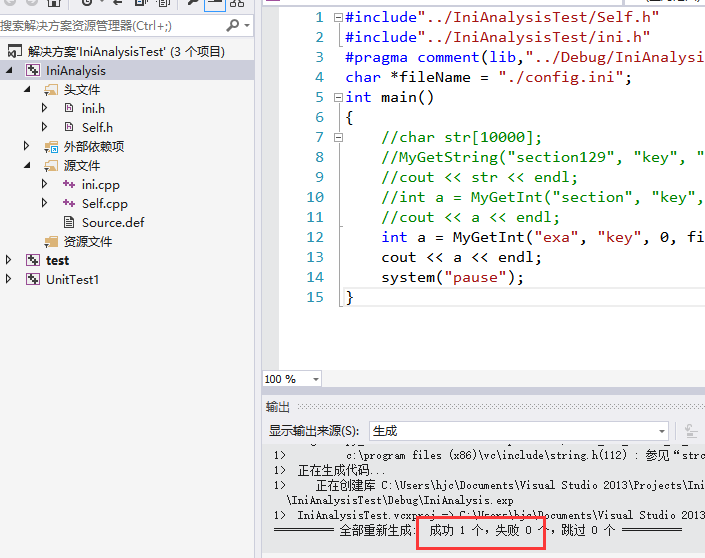 搜索解决方案资源管理器(Ctrl+;)
解决方案'IniAnalysisTest' (3 个项目)
IniAnalysis
头文件
ini.h
Self.h
外部依赖项
源文件
ini.cpp
Self.cpp
Source.def
资源文件
test
UnitTest1
1 #include"../IniAnalysisTest/Self.h"
2 #include"../IniAnalysisTest/ini.h"
3 #pragma comment(lib,"../Debug/IniAnalysi
4 char *fileName = "./config.ini";
5 int main()
6 {
7 //char str[10000];
8 //MyGetString("section129", "key", "
9 //cout << str << endl;
10 //int a = MyGetInt("section", "key",
11 //cout << a << endl;
12 int a = MyGetInt("exa", "key", 0, fi
13 cout << a << endl;
14 system("pause");
15 }
100 %
输出
显示输出来源(S): 生成
1> c:\program files (x86)\vc\include\string.h(112) : 参见“strc
1> 正在生成代码...
1> 正在创建库 C:\Users\hjc\Documents\Visual Studio 2013\Projects\Ini
\IniAnalysisTest\Debug\IniAnalysis.exp
1> IniAnalysisTest.vcxproj -> C:\Users\hjc\Documents\Visual Studio 2013
========== 全部重新生成: 成功 1 个，失败 0 个，跳过 0 个 ==========